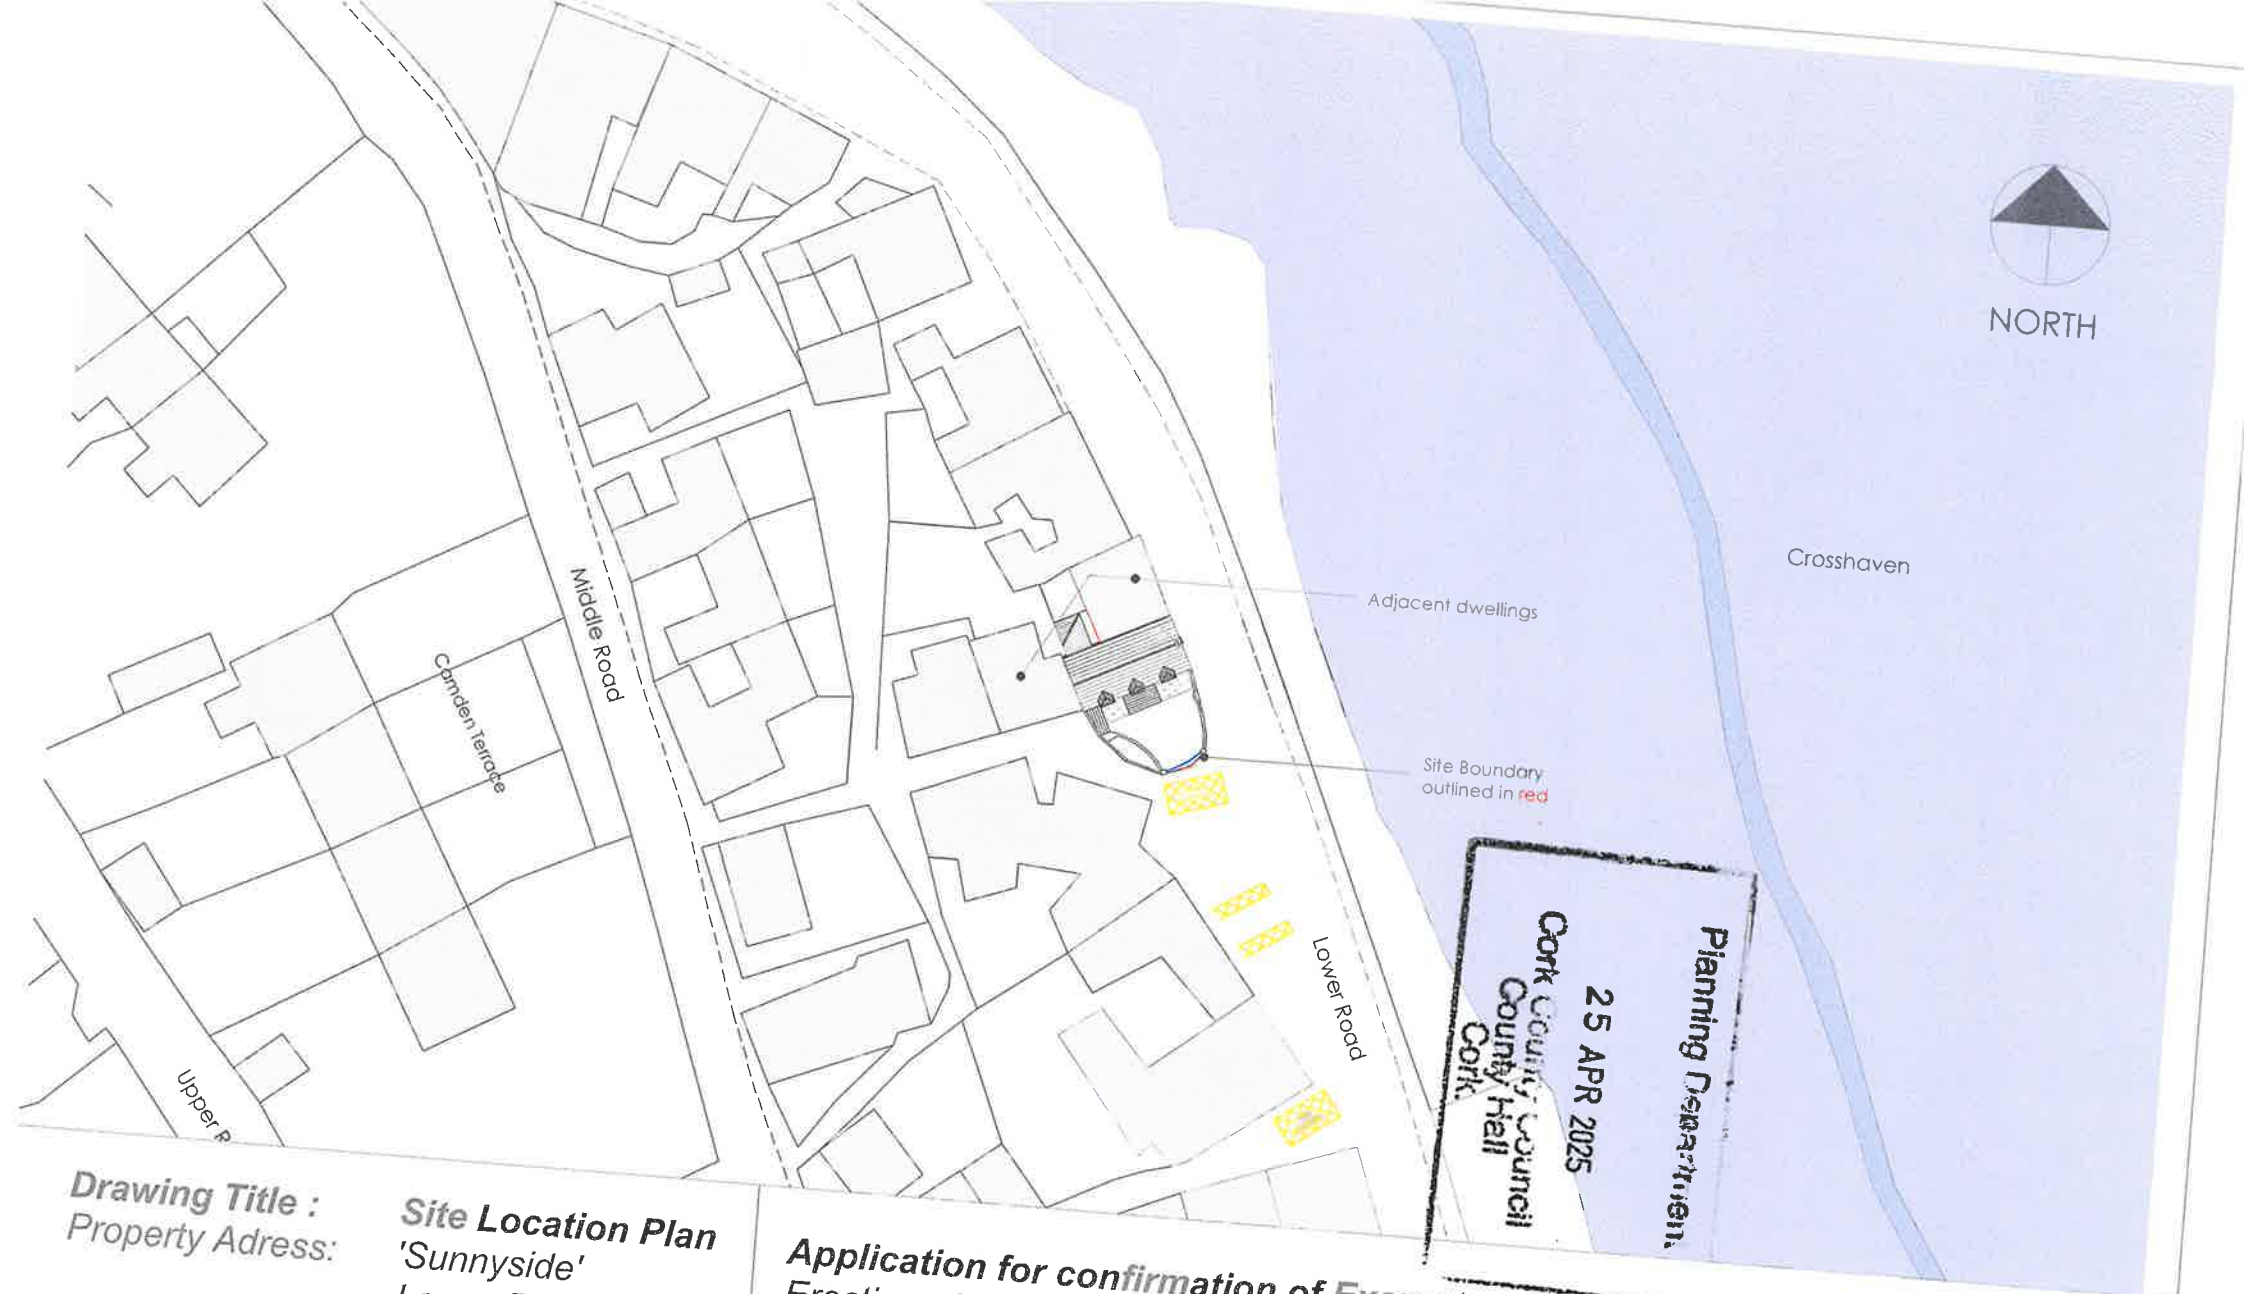 NORTH
Crosshaven
Adjacent dwellings
Middle Road
Camden Terrace
Site Boundary
outlined in red
Lower Road
Upper R
Planning Department
25 APR 2025
Cork County Council
County Hall
Cork.
Drawing Title :
Site Location Plan
Property Adress:
'Sunnyside'
Application for confirmation of